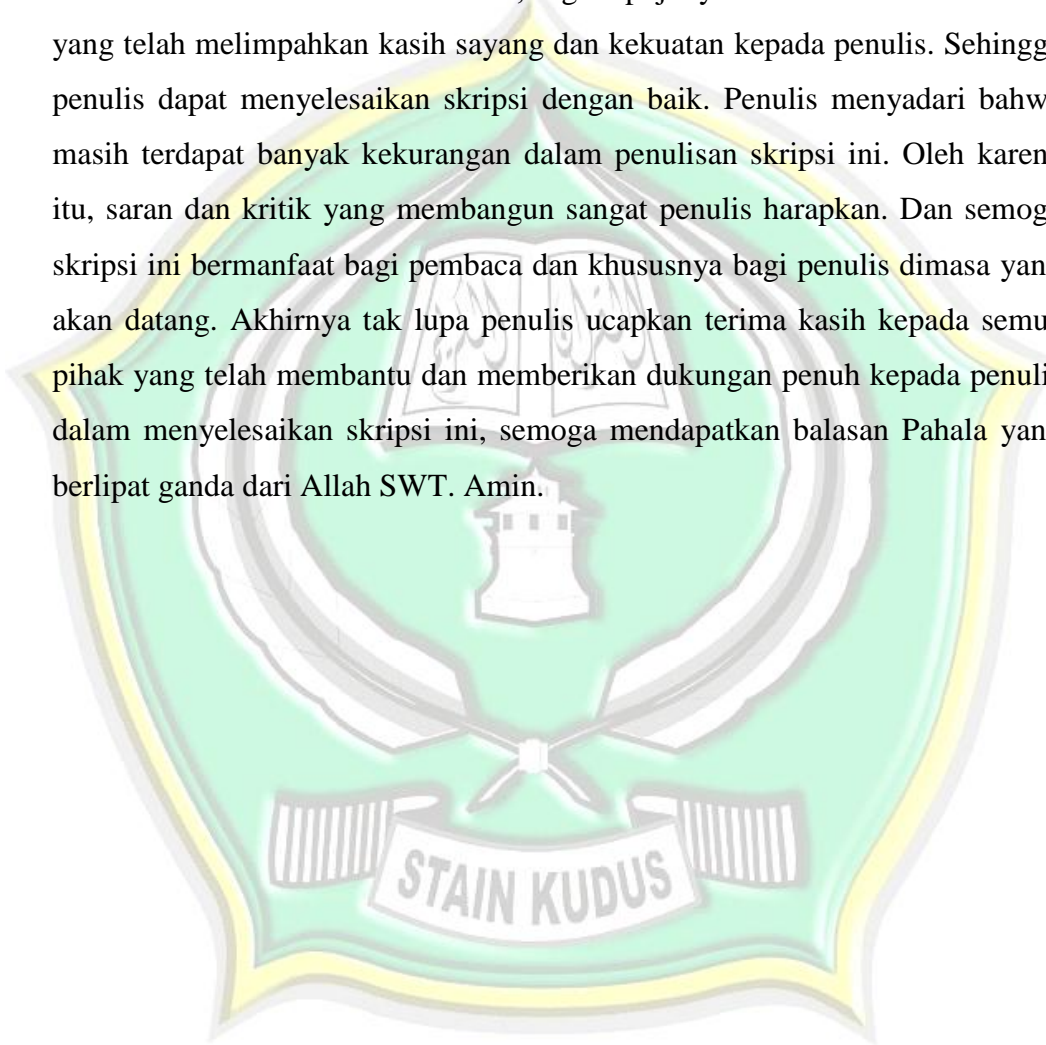 yang telah melimpahkan kasih sayang dan kekuatan kepada penulis. Sehingg
penulis dapat menyelesaikan skripsi dengan baik. Penulis menyadari bahw
masih terdapat banyak kekurangan dalam penulisan skripsi ini. Oleh karen
itu, saran dan kritik yang membangun sangat penulis harapkan. Dan semog
skripsi ini bermanfaat bagi pembaca dan khususnya bagi penulis dimasa yan
akan datang. Akhirnya tak lupa penulis ucapkan terima kasih kepada semu
pihak yang telah membantu dan memberikan dukungan penuh kepada penuli
dalam menyelesaikan skripsi ini, semoga mendapatkan balasan Pahala yan
berlipat ganda dari Allah SWT. Amin.
STAIN KUDUS